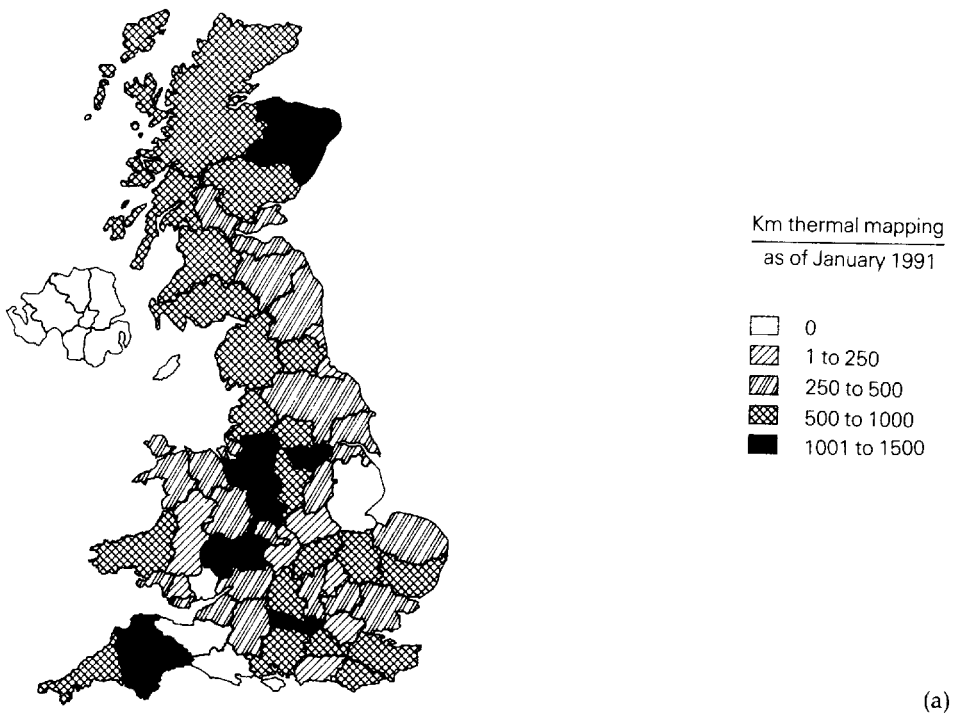 Km thermal mapping
as of January 1991
0
1 to 250
250 to 500
500 to 1000
1001 to 1500
(a)